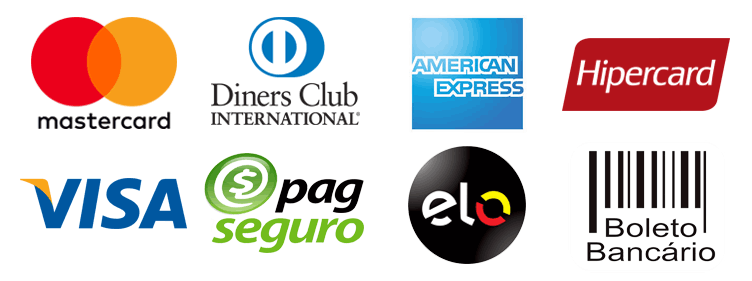 mastercard
Diners Club
INTERNATIONAL®
AMERICAN
EXPRESS
Hipercard
VISA
pag
seguro
elo
Boleto
Bancário